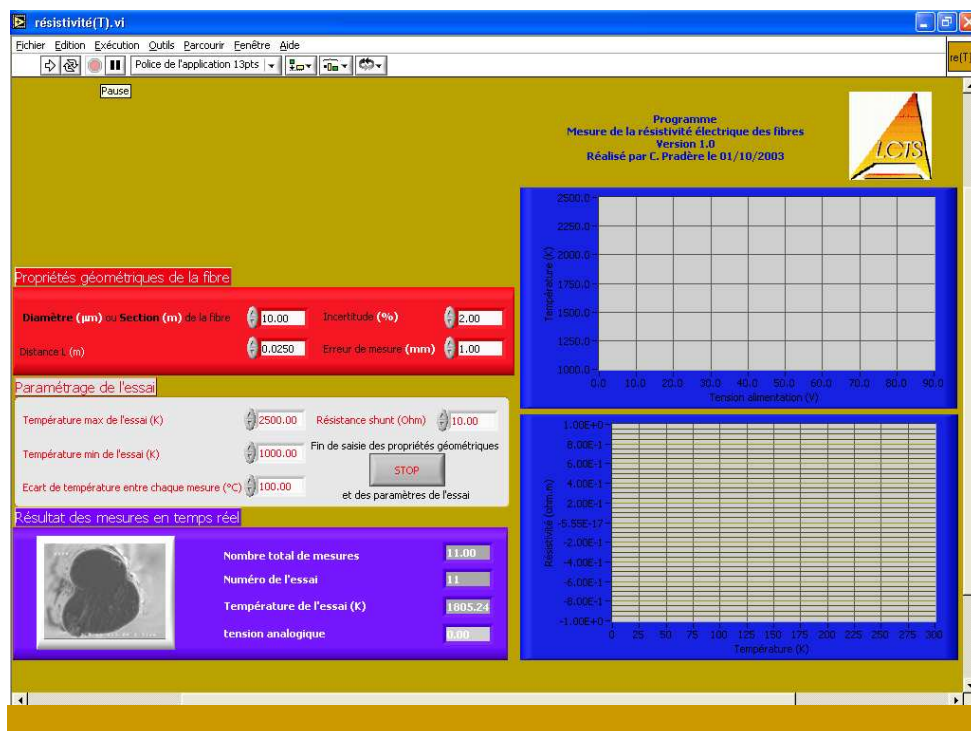 résistivité(T).vi
Fichier Edition Exécution Outils Parcourir Fenêtre Aide
Police de l'application 13pts
re(T)
Pause
Programme
Mesure de la résistivité électrique des fibres
Version 1.0
Réalisé par C. Pradère le 01/10/2003
LCTS
Propriétés géométriques de la fibre
Diamètre (µm) ou Section (m) de la fibre 10.00 Incertitude (%) 2.00
Distance L (m) 0.0250 Erreur de mesure (mm) 1.00
Paramétrage de l'essai
Température max de l'essai (K) 2500.00 Résistance shunt (Ohm) 10.00
Température min de l'essai (K) 1000.00 Fin de saisie des propriétés géométriques
STOP
Ecart de température entre chaque mesure (°C) 100.00 et des paramètres de l'essai
Résultat des mesures en temps réel
Nombre total de mesures 11.00
Numéro de l'essai 11
Température de l'essai (K) 1805.24
tension analogique 0.00
Température (K)
2500.0
2250.0
2000.0
1750.0
1500.0
1250.0
1000.0
0.0 10.0 20.0 30.0 40.0 50.0 60.0 70.0 80.0 90.0
Tension alimentation (V)
Résistivité (ohm.m)
1.00E+0
8.00E-1
6.00E-1
4.00E-1
2.00E-1
-5.55E-17
-2.00E-1
-4.00E-1
-6.00E-1
-8.00E-1
-1.00E+0
0 25 50 75 100 125 150 175 200 225 250 275 300
Température (K)